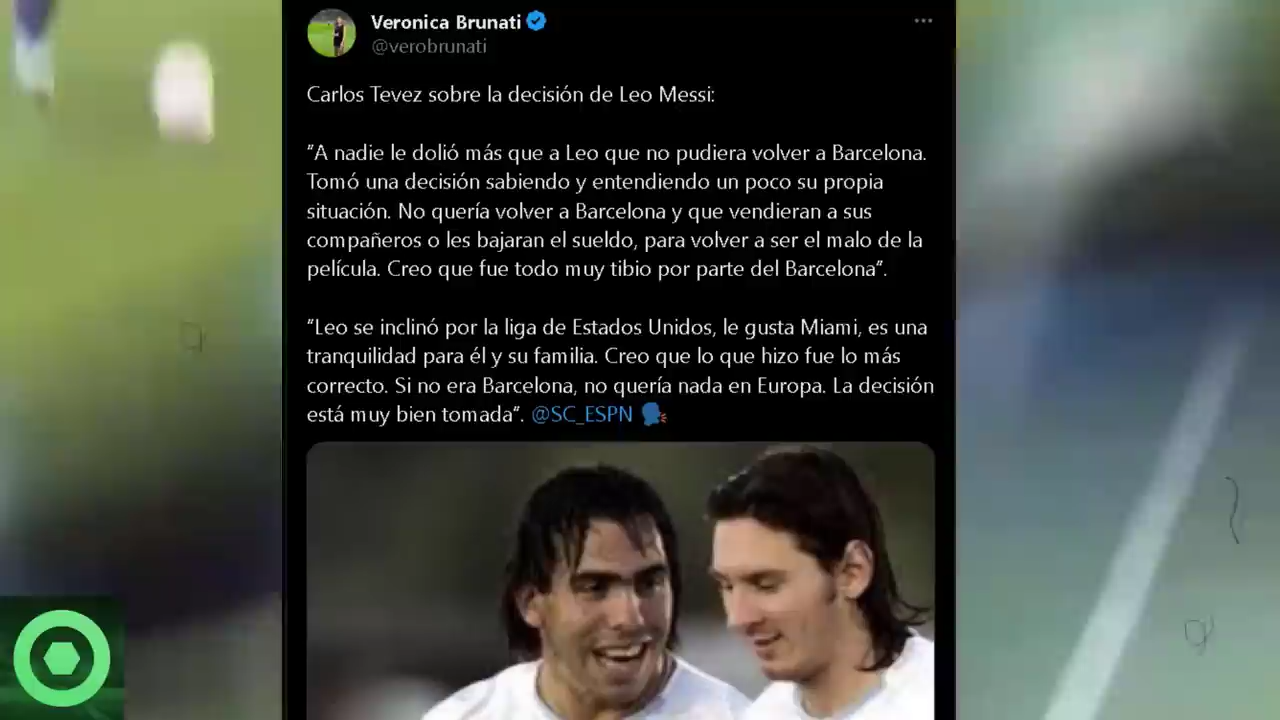 Veronica Brunati
@verobrunati
Carlos Tevez sobre la decisión de Leo Messi:
"A nadie le dolió más que a Leo que no pudiera volver a Barcelona.
Tomó una decisión sabiendo y entendiendo un poco su propia
situación. No quería volver a Barcelona y que vendieran a sus
compañeros o les bajaran el sueldo, para volver a ser el malo de la
película. Creo que fue todo muy tibio por parte del Barcelona".
"Leo se inclinó por la liga de Estados Unidos, le gusta Miami, es una
tranquilidad para él y su familia. Creo que lo que hizo fue lo más
correcto. Si no era Barcelona, no quería nada en Europa. La decisión
está muy bien tomada". @SC_ESPN